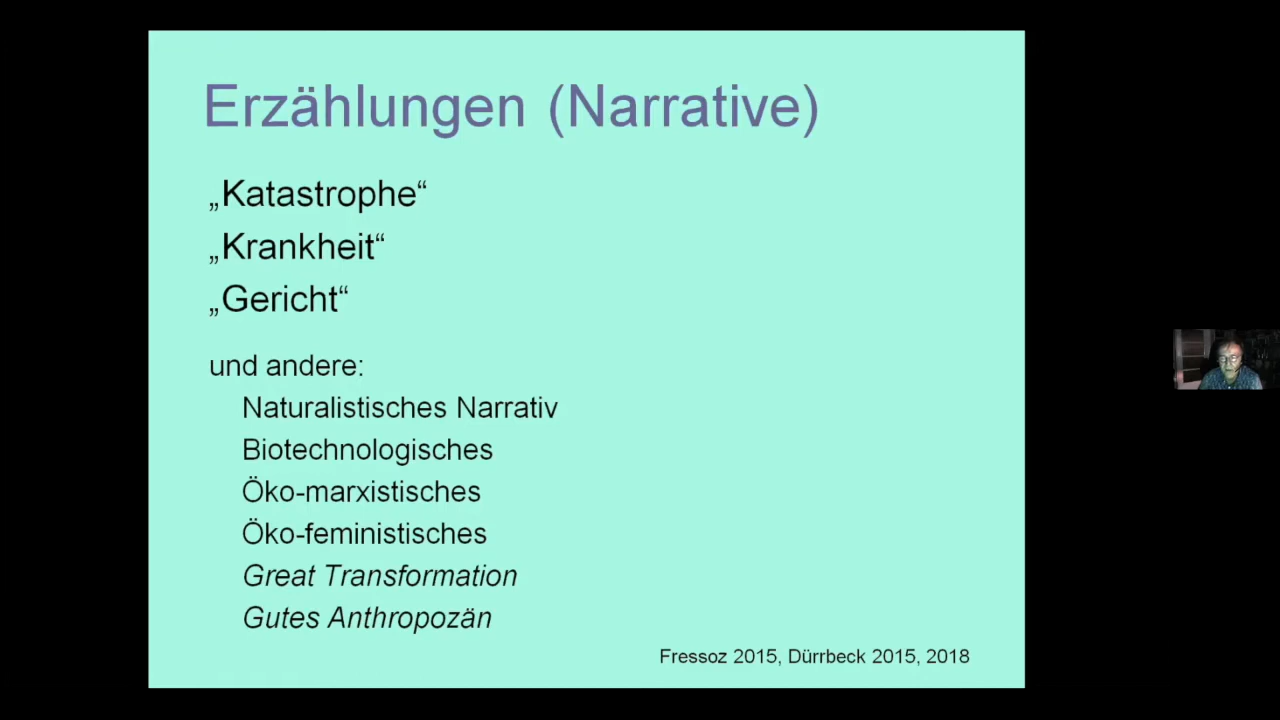 Erzählungen (Narrative)
„Katastrophe“
„Krankheit“
„Gericht“
und andere:
Naturalistisches Narrativ
Biotechnologisches
Öko-marxistisches
Öko-feministisches
Great Transformation
Gutes Anthropozän
Fressoz 2015, Dürrbeck 2015, 2018